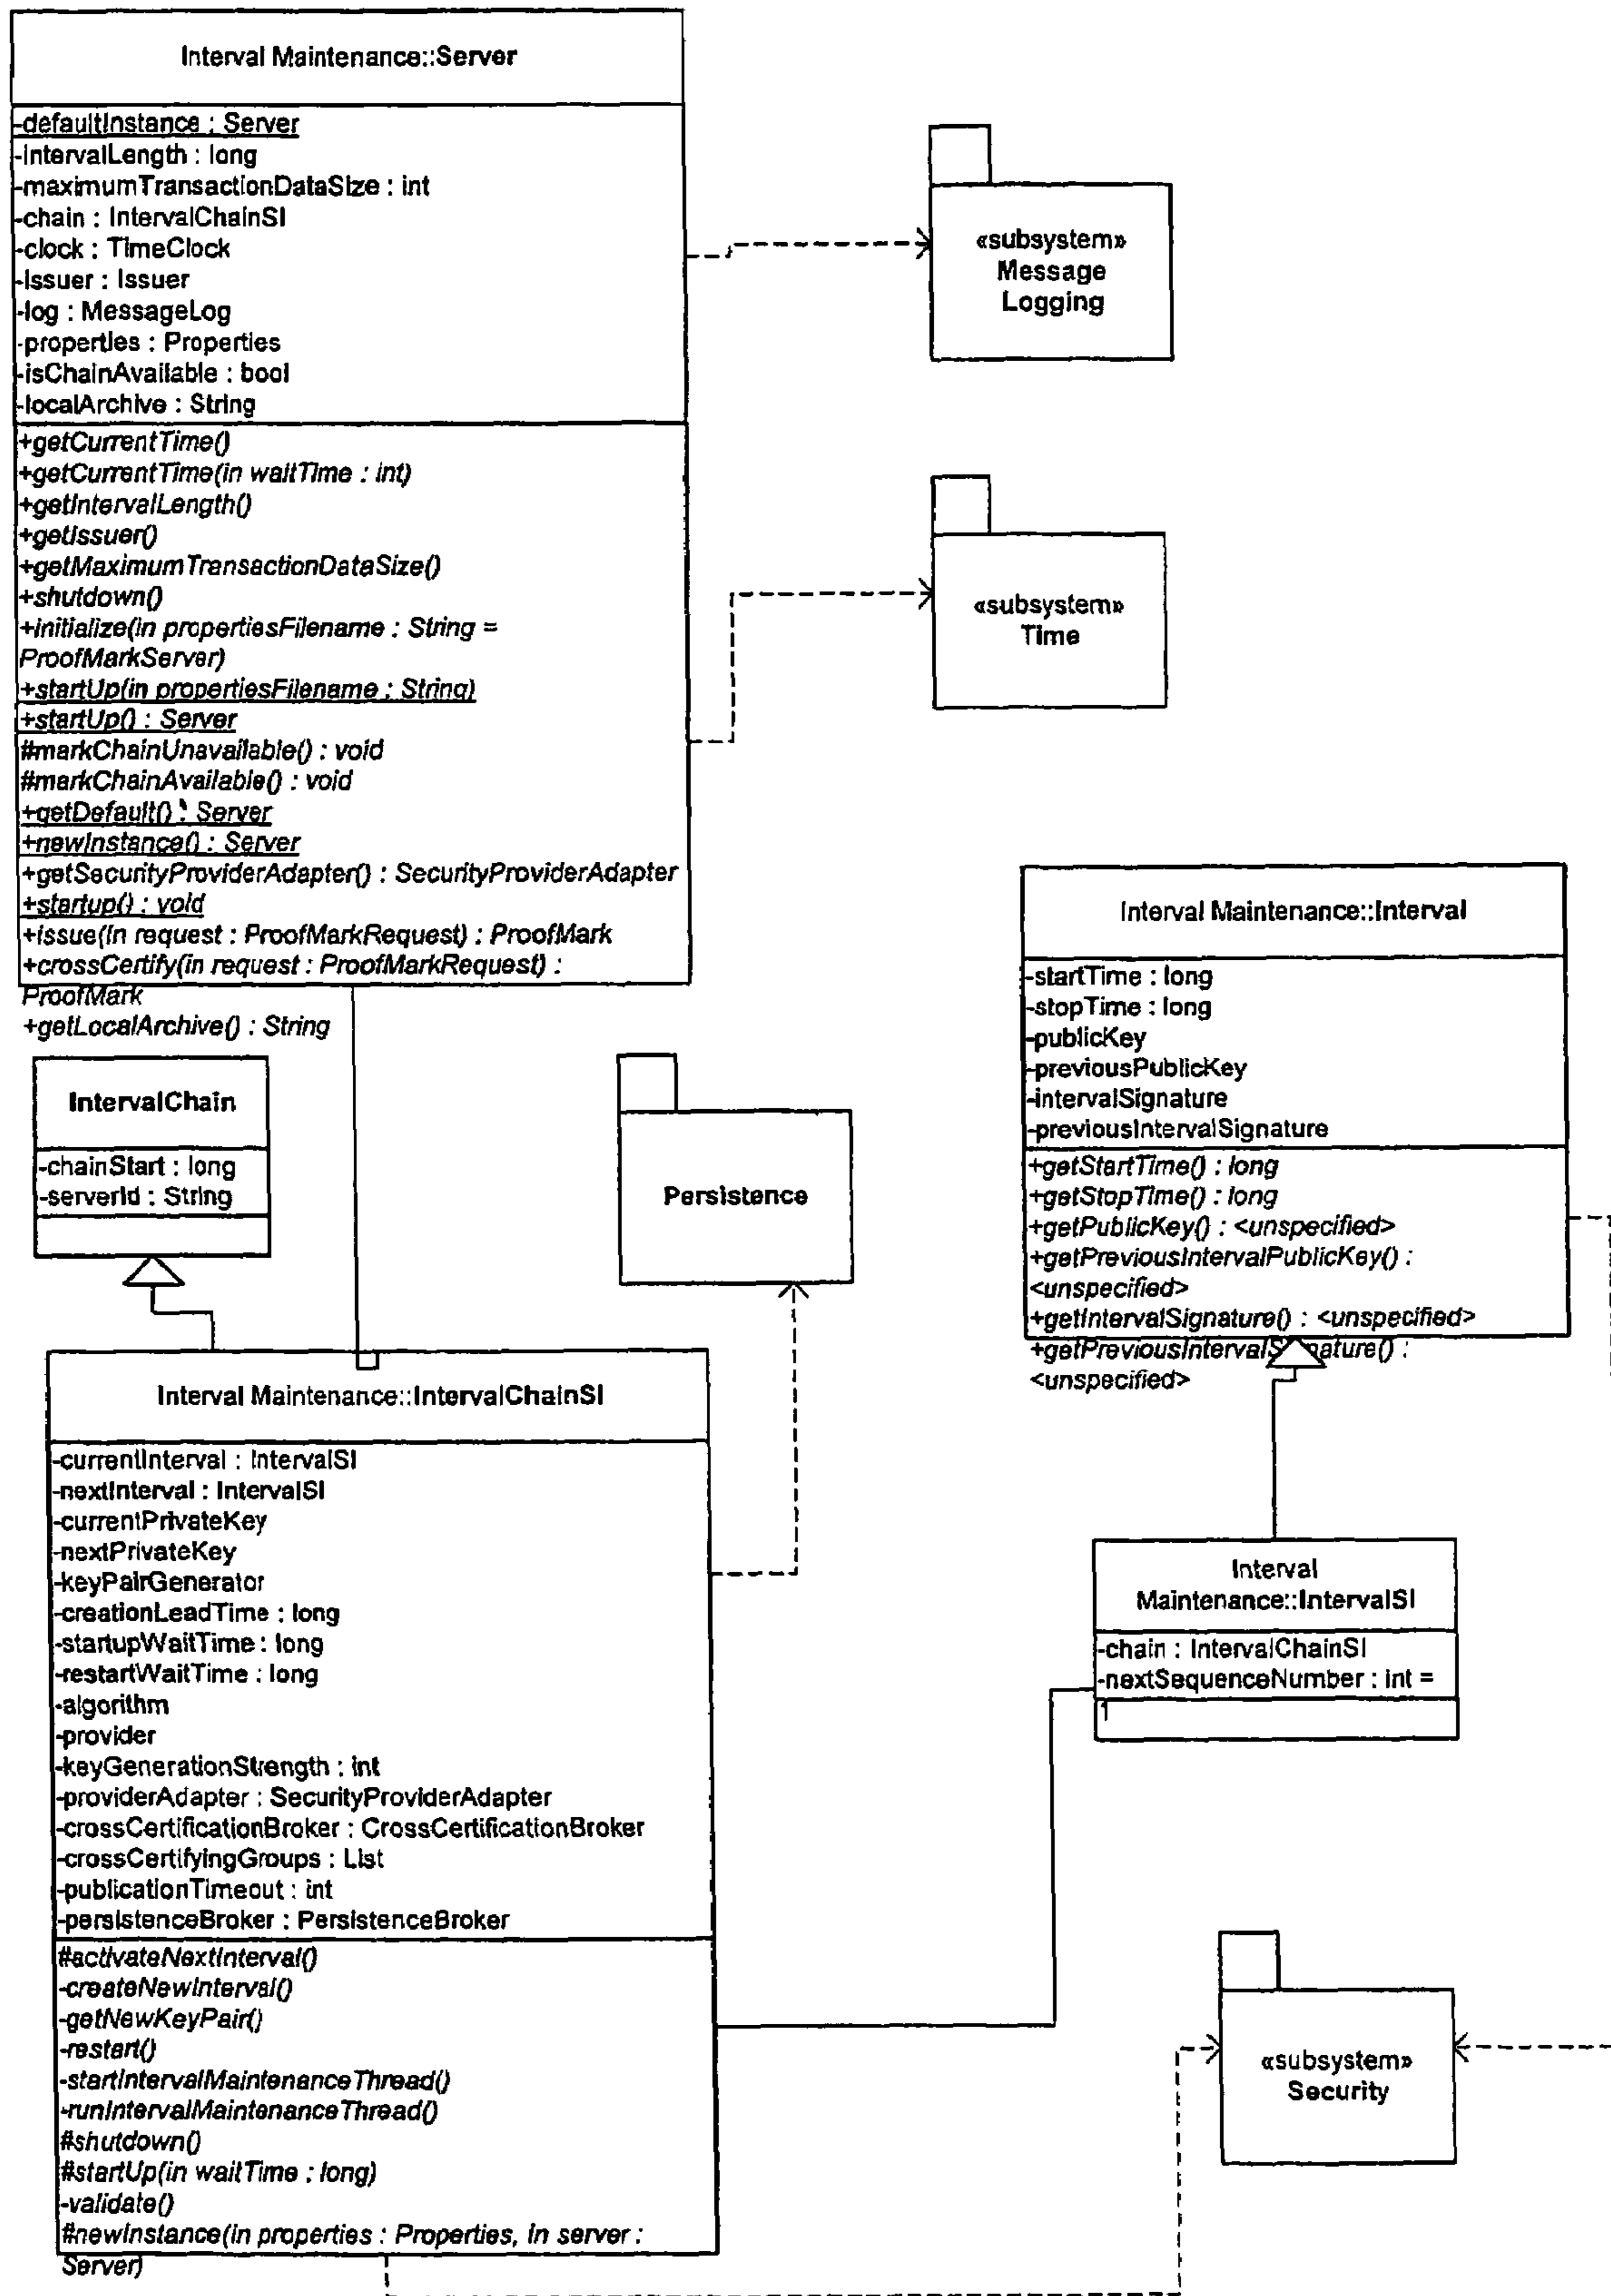 Interval Maintenance::Server
-defaultInstance : Server
-intervalLength : long
-maximumTransactionDataSize : int
-chain : IntervalChainSI
-clock : TimeClock
-issuer : Issuer
-log : MessageLog
-properties : Properties
-isChainAvailable : bool
-localArchive : String
+getCurrentTime()
+getCurrentTime(in waitTime : int)
+getIntervalLength()
+getIssuer()
+getMaximumTransactionDataSize()
+shutdown()
+initialize(in propertiesFilename : String =
ProofMarkServer)
+startUp(in propertiesFilename : String)
+startUp() : Server
#markChainUnavailable() : void
#markChainAvailable() : void
+getDefault() : Server
+newInstance() : Server
+getSecurityProviderAdapter() : SecurityProviderAdapter
+startup() : void
+issue(in request : ProofMarkRequest) : ProofMark
+crossCertify(in request : ProofMarkRequest) :
ProofMark
+getLocalArchive() : String
«subsystem»
Message
Logging
«subsystem»
Time
IntervalChain
-chainStart : long
-serverId : String
Persistence
Interval Maintenance::Interval
-startTime : long
-stopTime : long
-publicKey
-previousPublicKey
-intervalSignature
-previousIntervalSignature
+getStartTime() : long
+getStopTime() : long
+getPublicKey() : <unspecified>
+getPreviousIntervalPublicKey() :
<unspecified>
+getIntervalSignature() : <unspecified>
+getPreviousIntervalSignature() :
<unspecified>
Interval Maintenance::IntervalChainSI
-currentInterval : IntervalSI
-nextInterval : IntervalSI
-currentPrivateKey
-nextPrivateKey
-keyPairGenerator
-creationLeadTime : long
-startupWaitTime : long
-restartWaitTime : long
-algorithm
-provider
-keyGenerationStrength : int
-providerAdapter : SecurityProviderAdapter
-crossCertificationBroker : CrossCertificationBroker
-crossCertifyingGroups : List
-publicationTimeout : int
-persistenceBroker : PersistenceBroker
#activateNextInterval()
-createNewInterval()
-getNewKeyPair()
-restart()
-startIntervalMaintenanceThread()
-runIntervalMaintenanceThread()
#shutdown()
#startUp(in waitTime : long)
-validate()
#newInstance(in properties : Properties, in server :
Server)
Interval
Maintenance::IntervalSI
-chain : IntervalChainSI
-nextSequenceNumber : int =
1
«subsystem»
Security